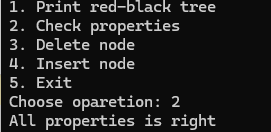 1. Print red-black tree
2. Check properties
3. Delete node
4. Insert node
5. Exit
Choose oparetion: 2
All properties is right